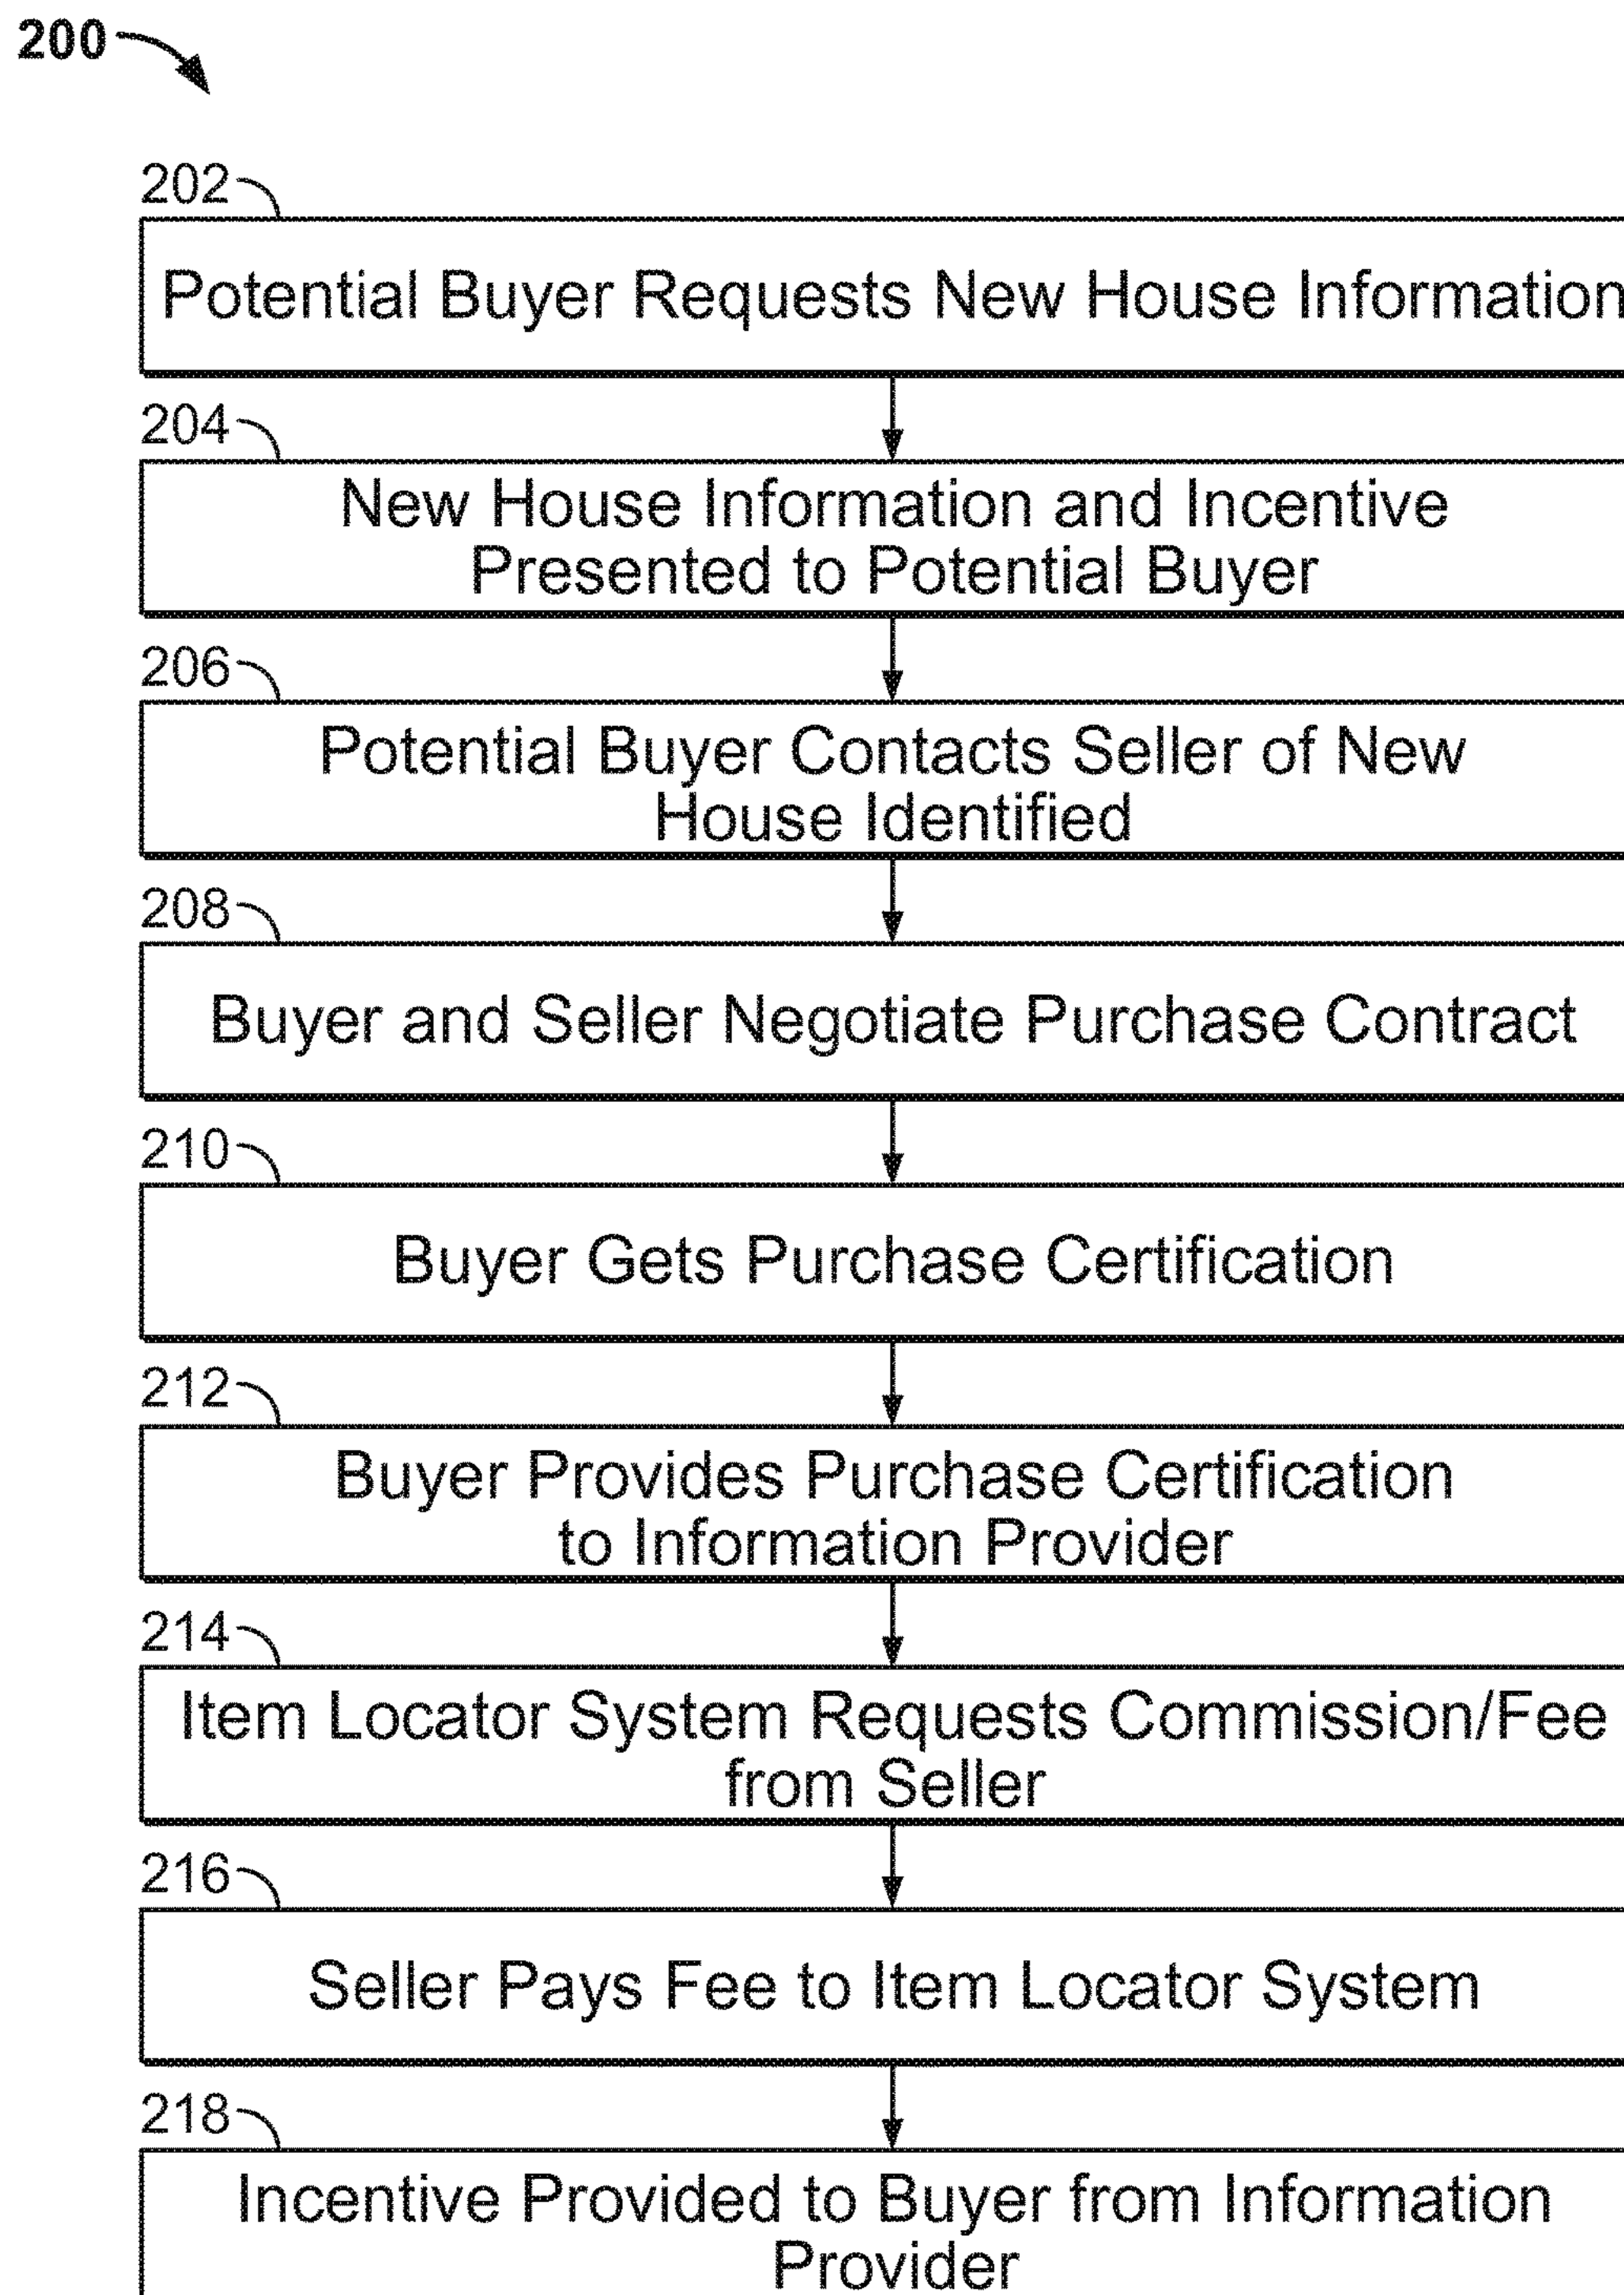 200
202
Potential Buyer Requests New House Information
204
New House Information and Incentive
Presented to Potential Buyer
206
Potential Buyer Contacts Seller of New
House Identified
208
Buyer and Seller Negotiate Purchase Contract
210
Buyer Gets Purchase Certification
212
Buyer Provides Purchase Certification
to Information Provider
214
Item Locator System Requests Commission/Fee
from Seller
216
Seller Pays Fee to Item Locator System
218
Incentive Provided to Buyer from Information
Provider